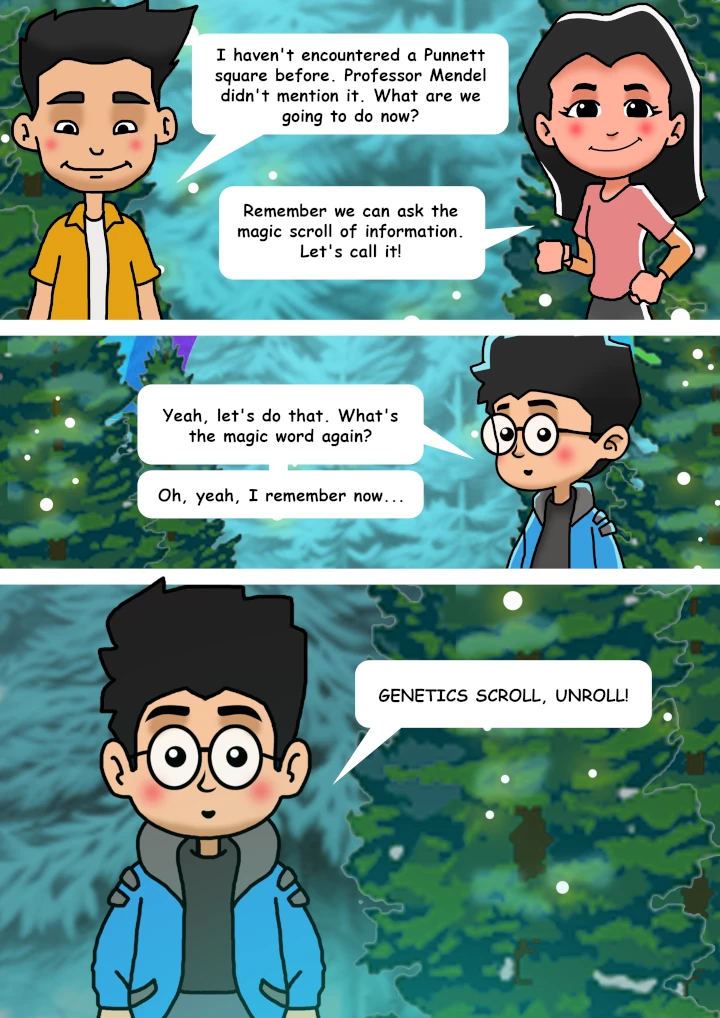 I haven't encountered a Punnett
square before. Professor Mendel
didn't mention it. What are we
going to do now?
Remember we can ask the
magic scroll of information.
Let's call it!
Yeah, let's do that. What's
the magic word again?
Oh, yeah, I remember now...
GENETICS SCROLL, UNROLL!